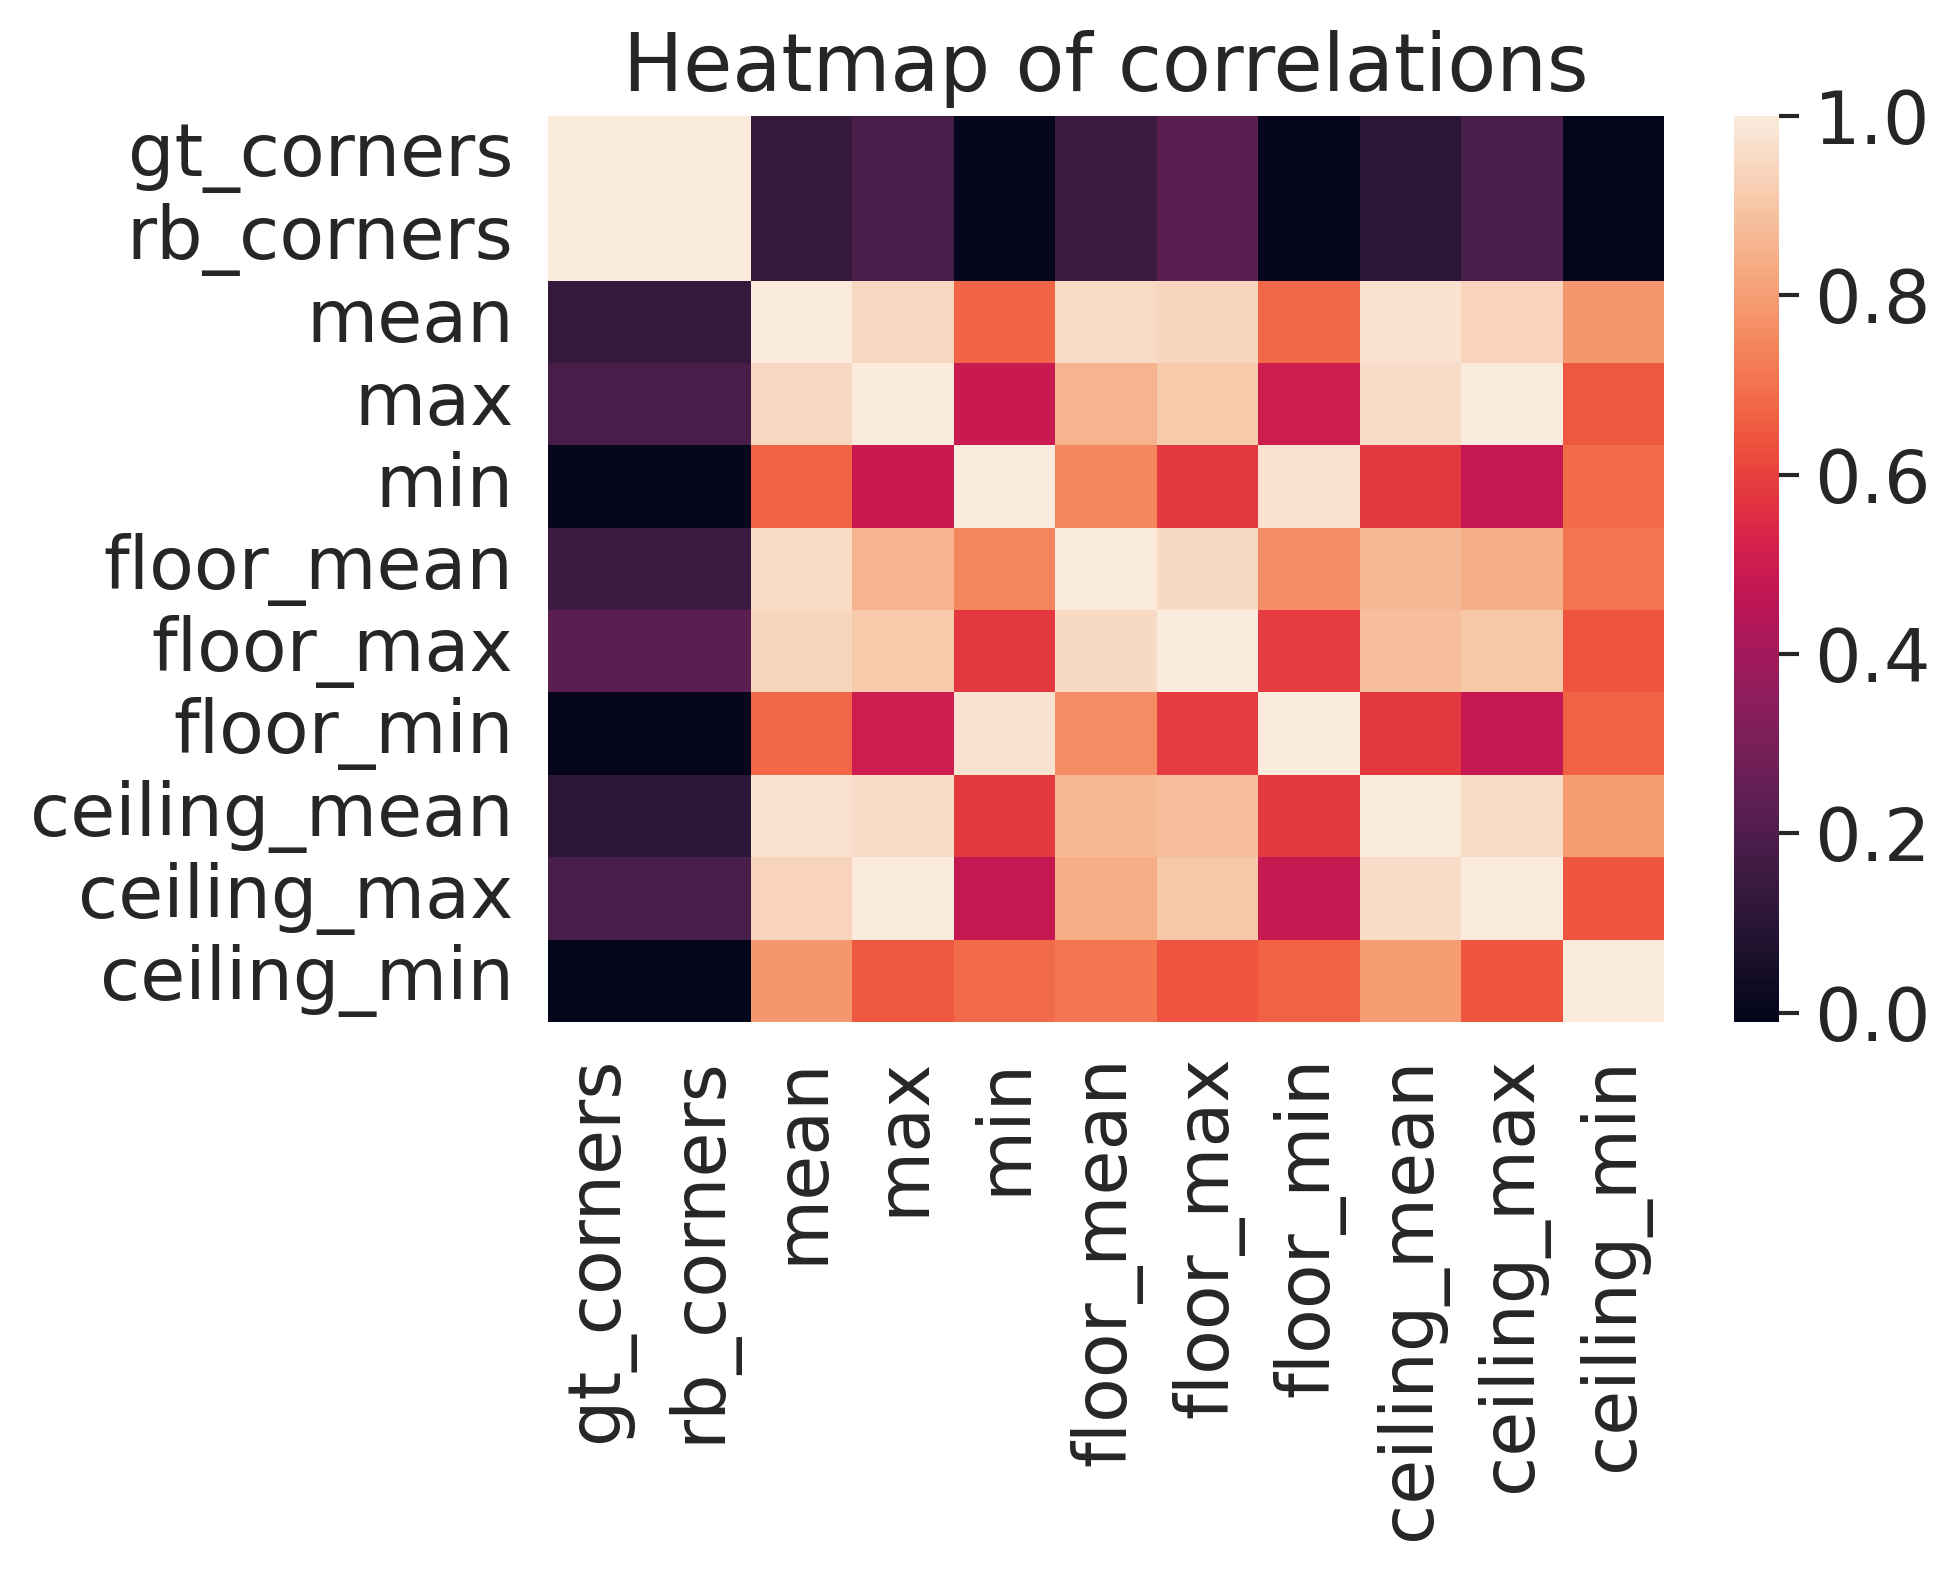 Heatmap of correlations
gt_corners
rb_corners
mean
max
min
floor_mean
floor_max
floor_min
ceiling_mean
ceiling_max
ceiling_min
gt_corners
rb_corners
mean
max
min
floor_mean
floor_max
floor_min
ceiling_mean
ceiling_max
ceiling_min
1.0
0.8
0.6
0.4
0.2
0.0